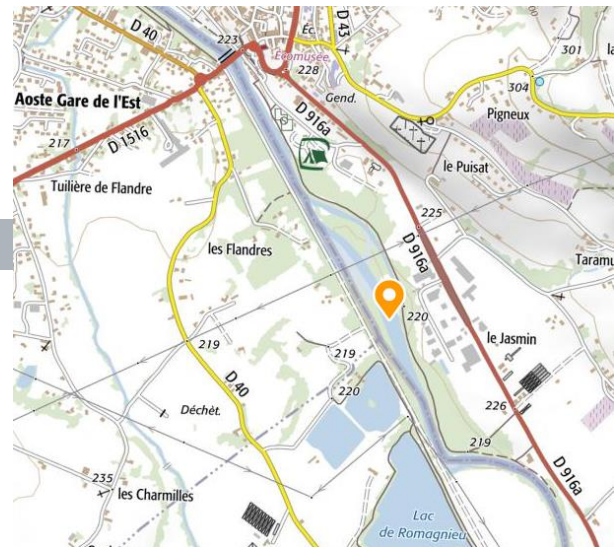 D 40
223
Éc.
D 43
Écomusée
228
301
la
304
Aoste Gare de l'Est
D 916a
Gend.
Pigneux
217
D 1516
le Puisat
Tuilière de Flandre
225
les Flandres
D 916a
Taramu
220
219
219
le Jasmin
D 40
220
226
Déchèt.
219
235
D 916a
les Charmilles
Lac
de Romagnieu